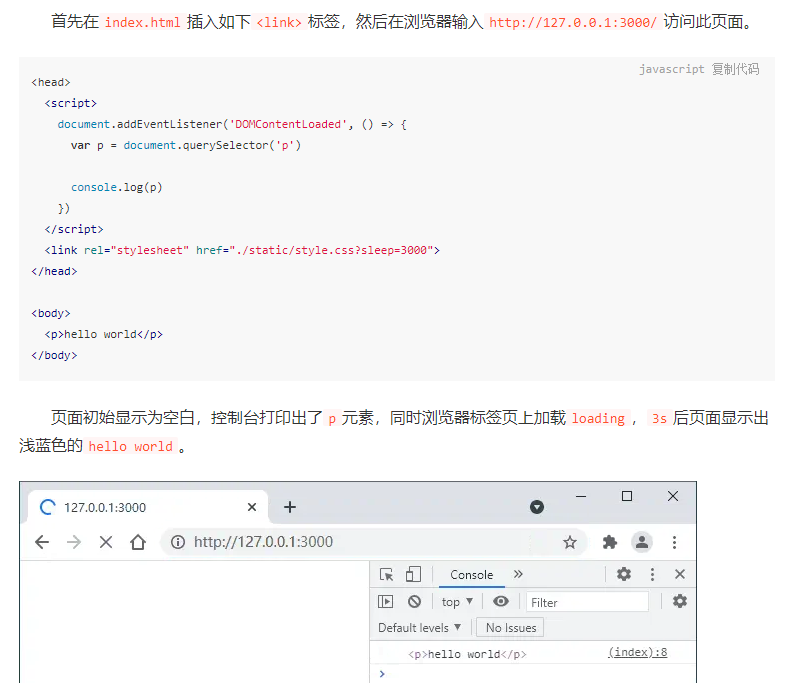 首先在 index.html 插入如下 <link> 标签，然后在浏览器输入 http://127.0.0.1:3000/ 访问此页面。
javascript 复制代码
<head>
  <script>
    document.addEventListener('DOMContentLoaded', () => {
      var p = document.querySelector('p')

      console.log(p)
    })
  </script>
  <link rel="stylesheet" href="./static/style.css?sleep=3000">
</head>

<body>
  <p>hello world</p>
</body>
页面初始显示为空白，控制台打印出了 p 元素，同时浏览器标签页上加载 loading ，3s 后页面显示出
浅蓝色的 hello world 。
127.0.0.1:3000
http://127.0.0.1:3000
Console
top Filter
Default levels No Issues
<p>hello world</p> (index):8